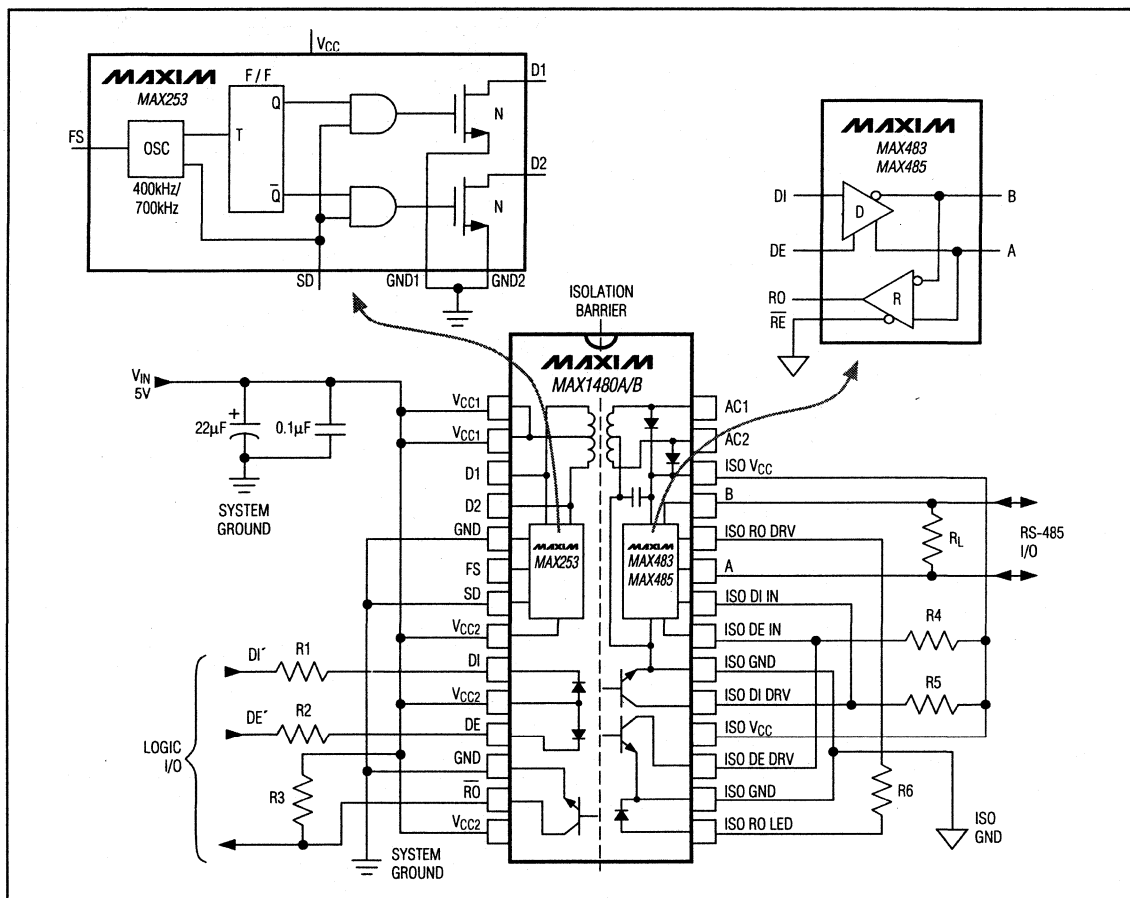 VCC
MAXIM
MAX253
F/F
Q
T
Q̅
FS
OSC
400kHz/
700kHz
N
N
D1
D2
SD
GND1
GND2
MAXIM
MAX483
MAX485
DI
D
B
DE
A
RO
R
R̅E̅
ISOLATION
BARRIER
MAXIM
MAX1480A/B
VIN
5V
+
22µF
0.1µF
SYSTEM
GROUND
VCC1
VCC1
D1
D2
GND
FS
SD
VCC2
DI
VCC2
DE
GND
R̅O̅
VCC2
MAXIM
MAX253
MAXIM
MAX483
MAX485
AC1
AC2
ISO VCC
B
ISO RO DRV
A
ISO DI IN
ISO DE IN
ISO GND
ISO DI DRV
ISO VCC
ISO DE DRV
ISO GND
ISO RO LED
RL
RS-485
I/O
R4
R5
R6
ISO
GND
LOGIC
I/O
DI´
R1
DE´
R2
R3
SYSTEM
GROUND